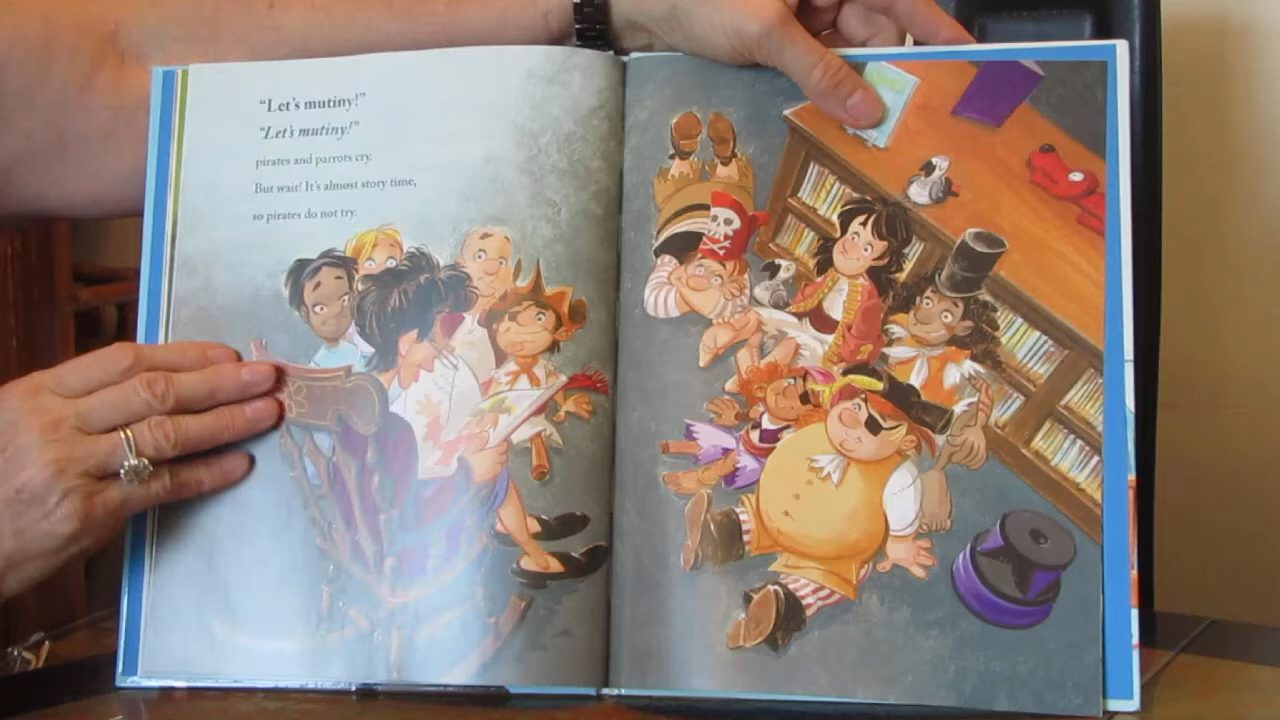 "Let's mutiny!"
"Let's mutiny!"
pirates and parrots cry.
But wait! It's almost story time,
so pirates do not try.